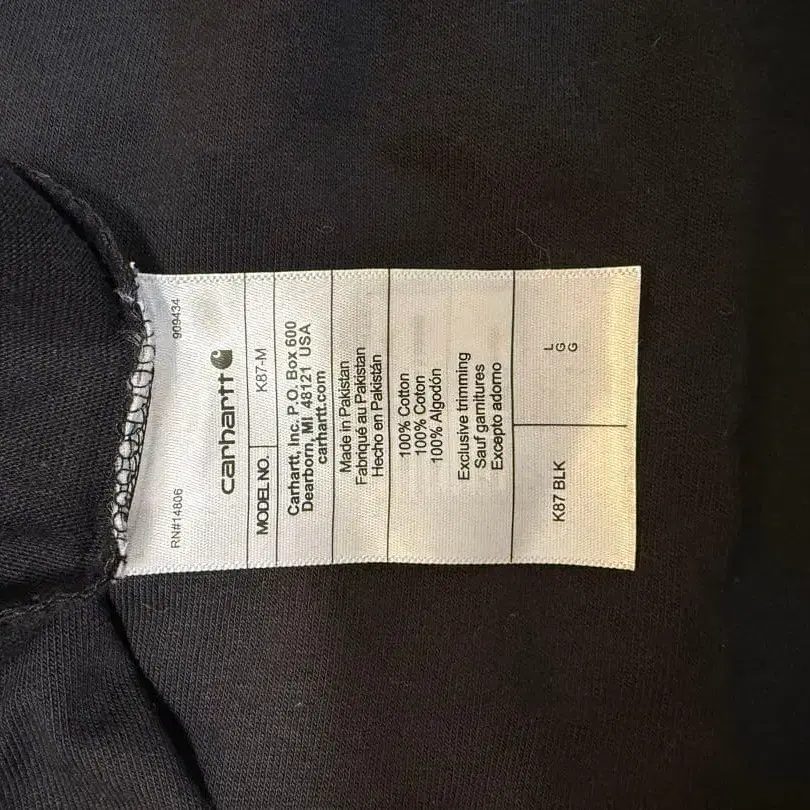 RN#14806 909434
carhartt
MODEL NO. K87-M
Carhartt, Inc. P.O. Box 600
Dearborn, MI 48121 USA
carhartt.com
Made in Pakistan
Fabriqué au Pakistan
Hecho en Pakistán
100% Cotton
100% Coton
100% Algodón
Exclusive trimming
Sauf garnitures
Excepto adorno
K87 BLK
L
G
G